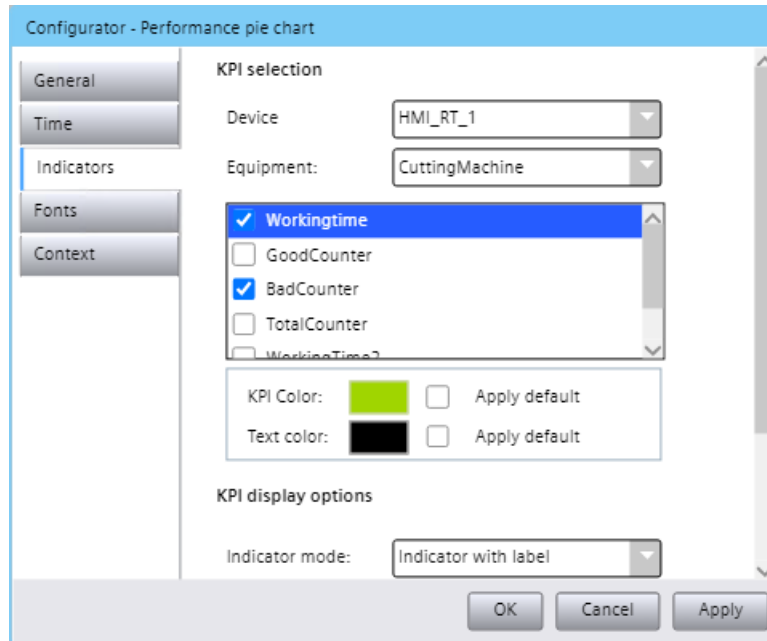 Configurator - Performance pie chart
General
Time
Indicators
Fonts
Context
KPI selection
Device HMI_RT_1
Equipment: CuttingMachine
Workingtime
GoodCounter
BadCounter
TotalCounter
KPI Color: Apply default
Text color: Apply default
KPI display options
Indicator mode: Indicator with label
OK Cancel Apply